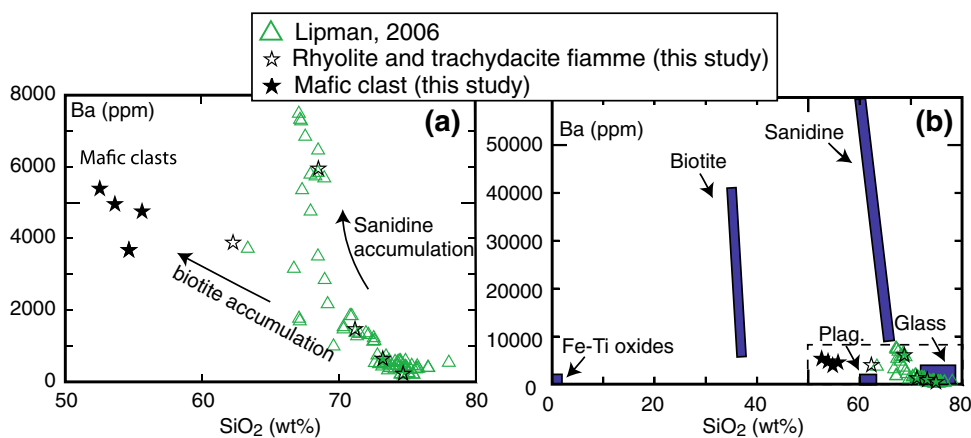 Lipman, 2006
Rhyolite and trachydacite fiamme (this study)
Mafic clast (this study)
8000
Ba (ppm)
(a)
6000
Mafic clasts
4000
Sanidine
accumulation
biotite accumulation
2000
0
50
60
70
80
SiO2 (wt%)
Ba (ppm)
(b)
50000
Sanidine
Biotite
40000
30000
20000
10000
Plag.
Glass
Fe-Ti oxides
0
0
20
40
60
80
SiO2 (wt%)